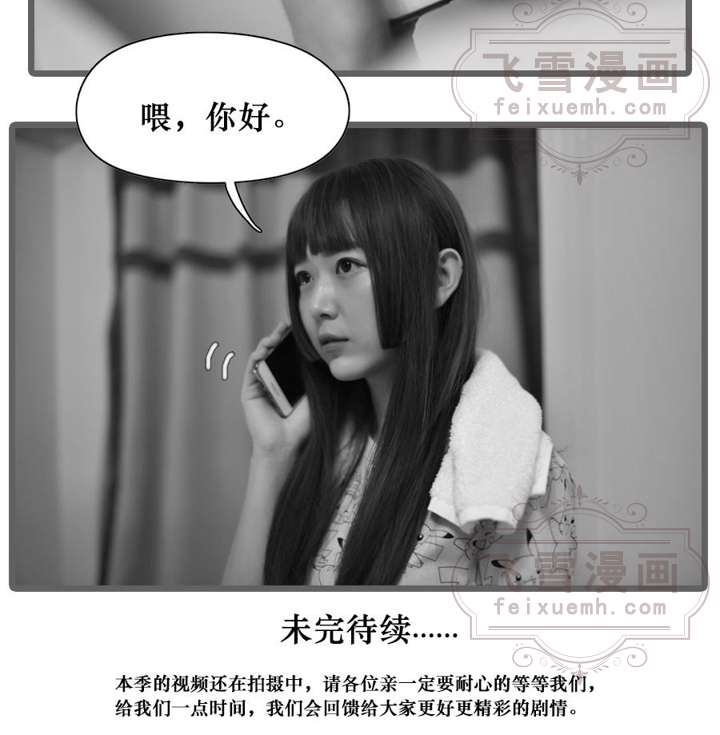 飞雪漫画
feixuemh.com
喂，你好。
飞雪漫画
feixuemh.com
未完待续......
本季的视频还在拍摄中，请各位亲一定要耐心的等等我们，
给我们一点时间，我们会回馈给大家更好更精彩的剧情。